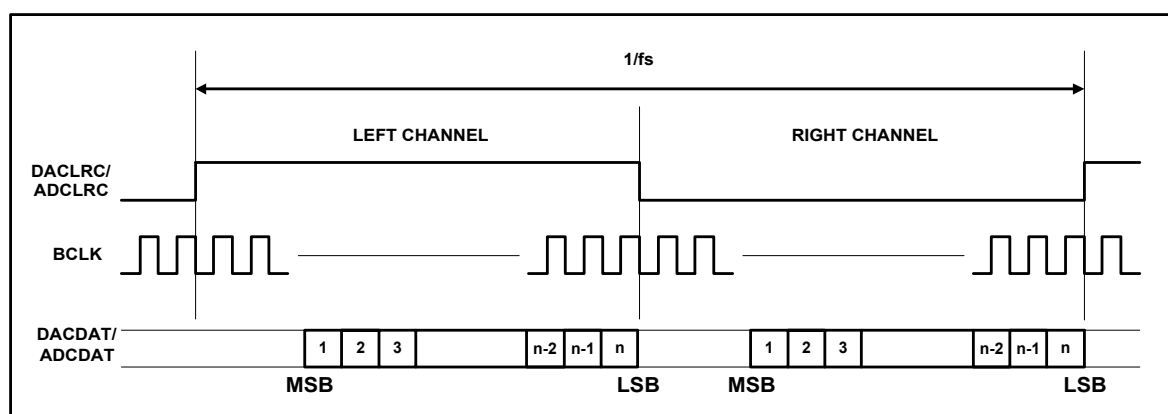 1/fs
LEFT CHANNEL
RIGHT CHANNEL
DACLRC/
ADCLRC
BCLK
DACDAT/
ADCDAT
1 2 3 n-2 n-1 n 1 2 3 n-2 n-1 n
MSB LSB MSB LSB